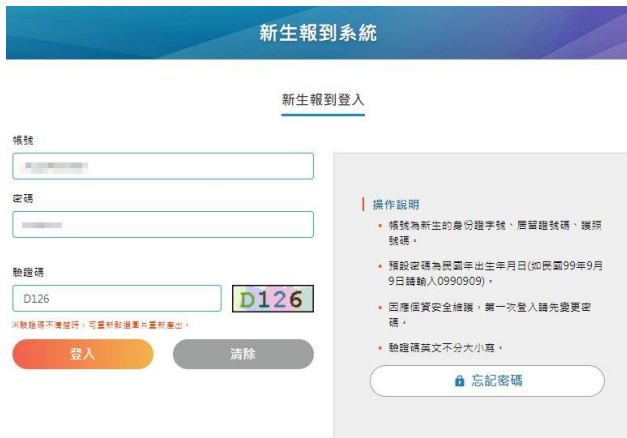 新生報到系統
新生報到登入
帳號
密碼
驗證碼
D126
D126
※驗證碼不清楚時，可重新點選圖片重新產出。
登入
清除
操作說明
• 帳號為新生的身份證字號、居留證號碼、護照
號碼。
• 預設密碼為民國年出生年月日(如民國99年9月
9日請輸入0990909)。
• 因應個資安全維護，第一次登入請先變更密
碼。
• 驗證碼英文不分大小寫。
忘記密碼